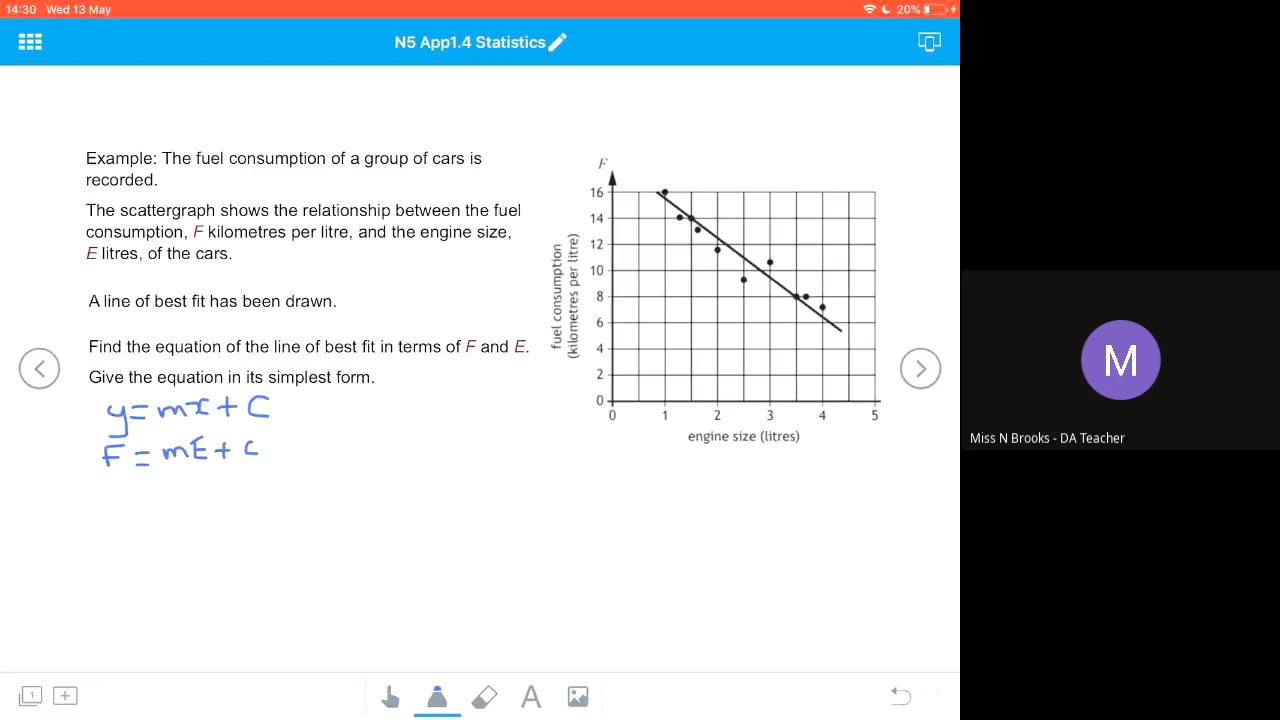 14:30 Wed 13 May
20%
N5 App1.4 Statistics
Example: The fuel consumption of a group of cars is
recorded.
The scattergraph shows the relationship between the fuel
consumption, F kilometres per litre, and the engine size,
E litres, of the cars.
A line of best fit has been drawn.
Find the equation of the line of best fit in terms of F and E.
Give the equation in its simplest form.
y = mx + C
F = mE + C
F
16
14
12
10
8
6
4
2
0
fuel consumption
(kilometres per litre)
0 1 2 3 4 5
engine size (litres)
M
Miss N Brooks - DA Teacher
1
A